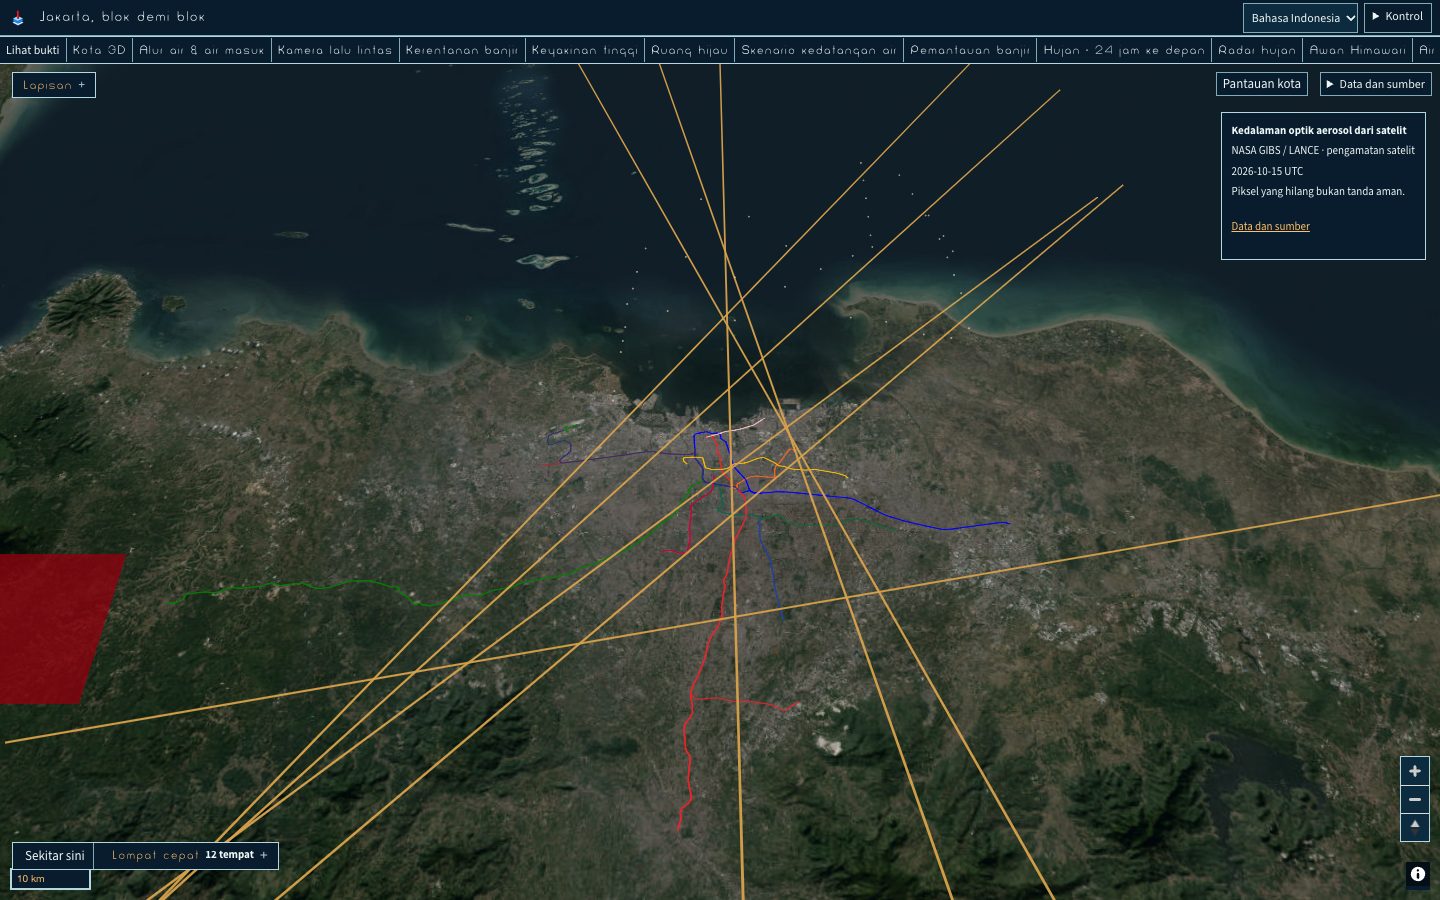 Jakarta, blok demi blok
Bahasa Indonesia
Kontrol
Lihat bukti
Kota 3D
Alur air & air masuk
Kamera lalu lintas
Kerentanan banjir
Keyakinan tinggi
Ruang hijau
Skenario kedatangan air
Pemantauan banjir
Hujan · 24 jam ke depan
Radar hujan
Awan Himawari
Air
Lapisan +
Pantauan kota
Data dan sumber
Kedalaman optik aerosol dari satelit
NASA GIBS / LANCE · pengamatan satelit
2026-10-15 UTC
Piksel yang hilang bukan tanda aman.
Data dan sumber
Sekitar sini
Lompat cepat 12 tempat +
10 km